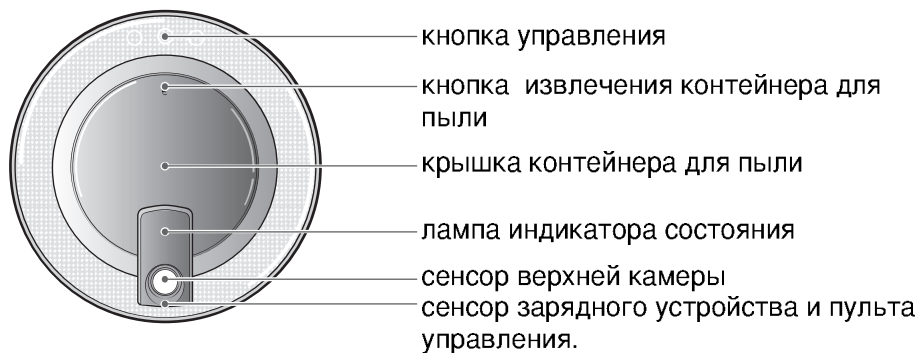 кнопка управления
кнопка извлечения контейнера для
пыли
крышка контейнера для пыли
лампа индикатора состояния
сенсор верхней камеры
сенсор зарядного устройства и пульта
управления.